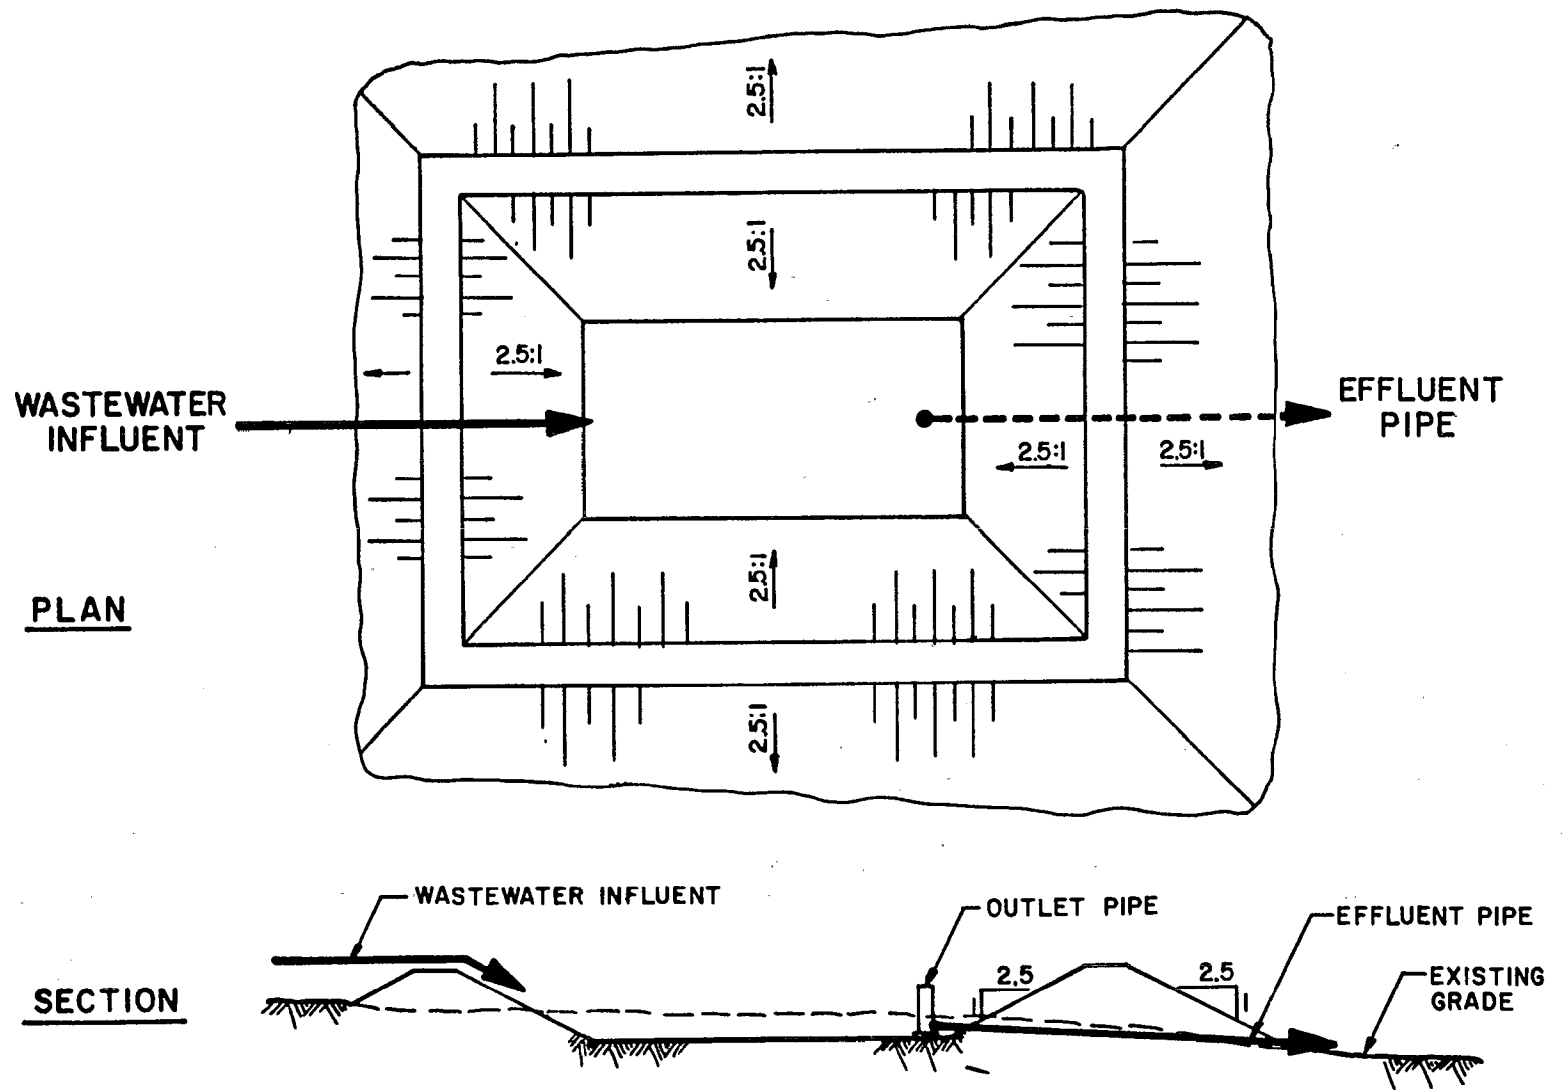 2.5:1
2.5:1
2.5:1
WASTEWATER
INFLUENT
EFFLUENT
PIPE
2.5:1
2.5:1
2.5:1
PLAN
2.5:1
WASTEWATER INFLUENT
OUTLET PIPE
EFFLUENT PIPE
SECTION
2.5
1
2.5
1
EXISTING
GRADE